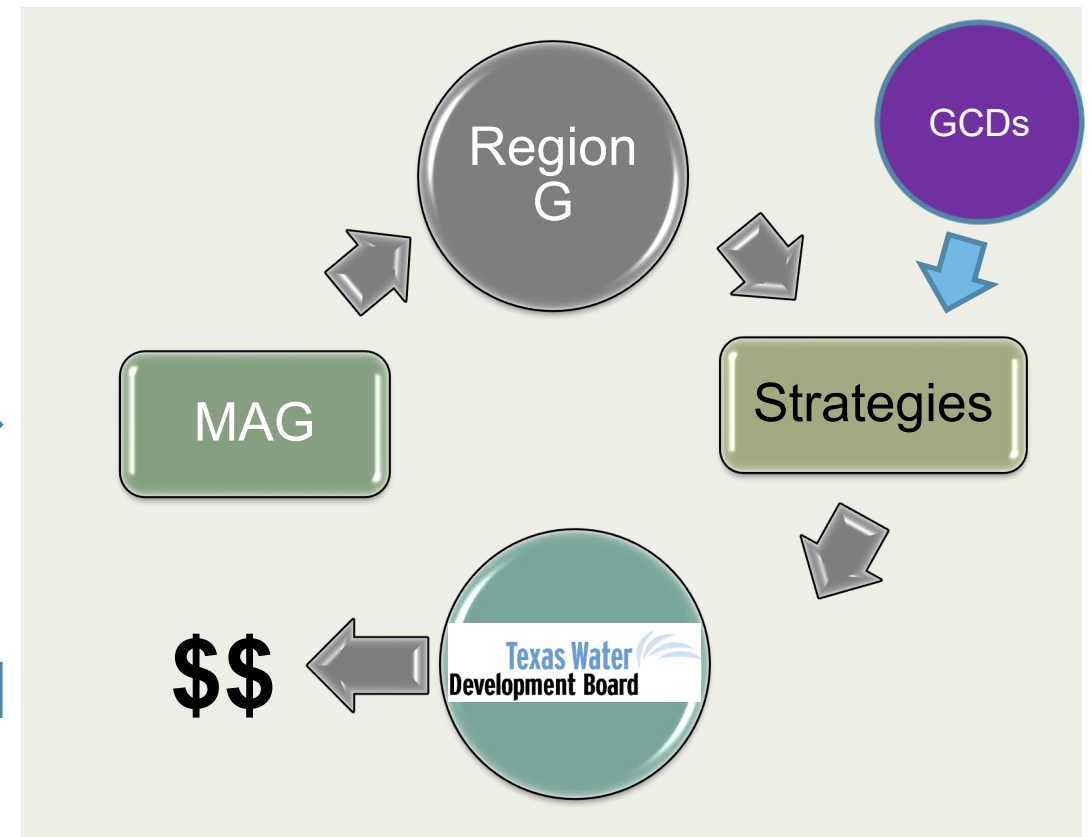 Region
G
GCDs
MAG
Strategies
Texas Water
Development Board
$$